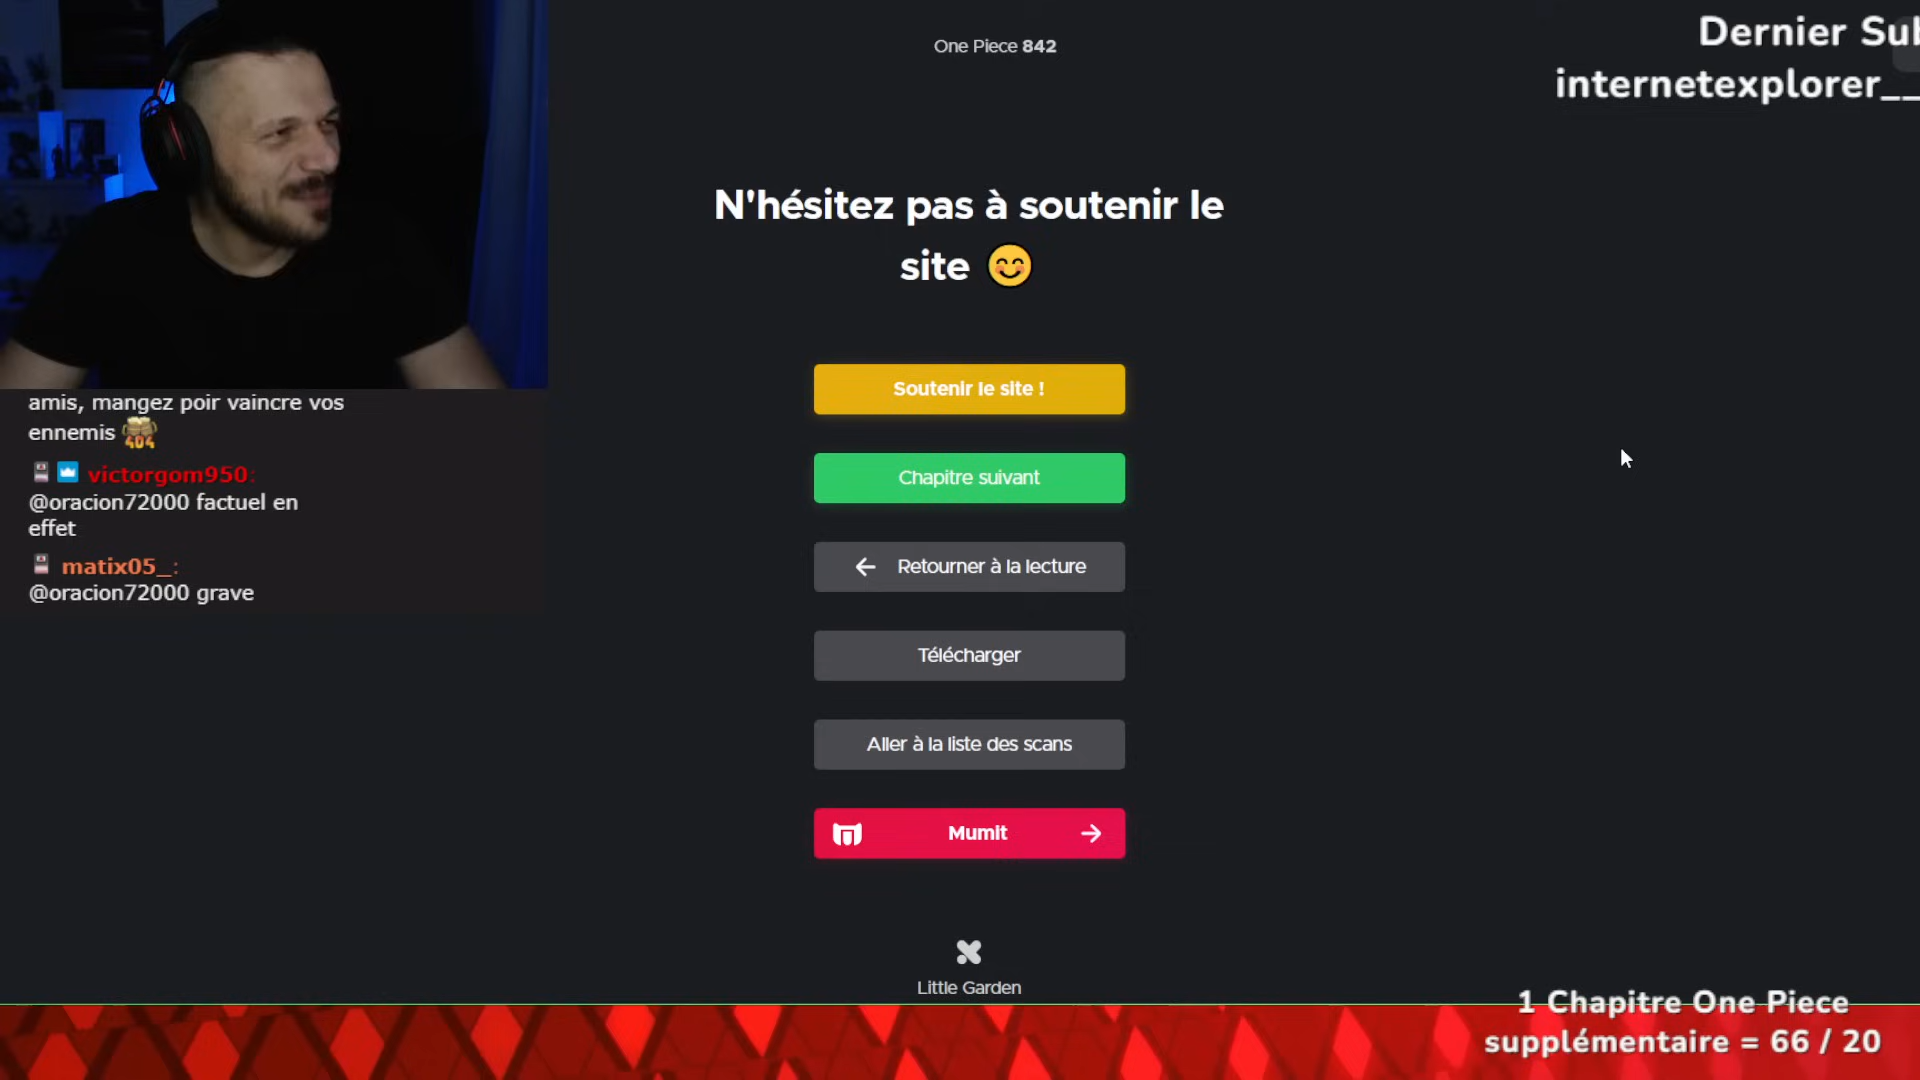 One Piece 842
Dernier Sub
internetexplorer__
N'hésitez pas à soutenir le
site 😊
Soutenir le site !
Chapitre suivant
Retourner à la lecture
Télécharger
Aller à la liste des scans
Mumit
Little Garden
amis, mangez poir vaincre vos
ennemis
404
victorgom950:
@oracion72000 factuel en
effet
matix05_:
@oracion72000 grave
1 Chapitre One Piece
supplémentaire = 66 / 20